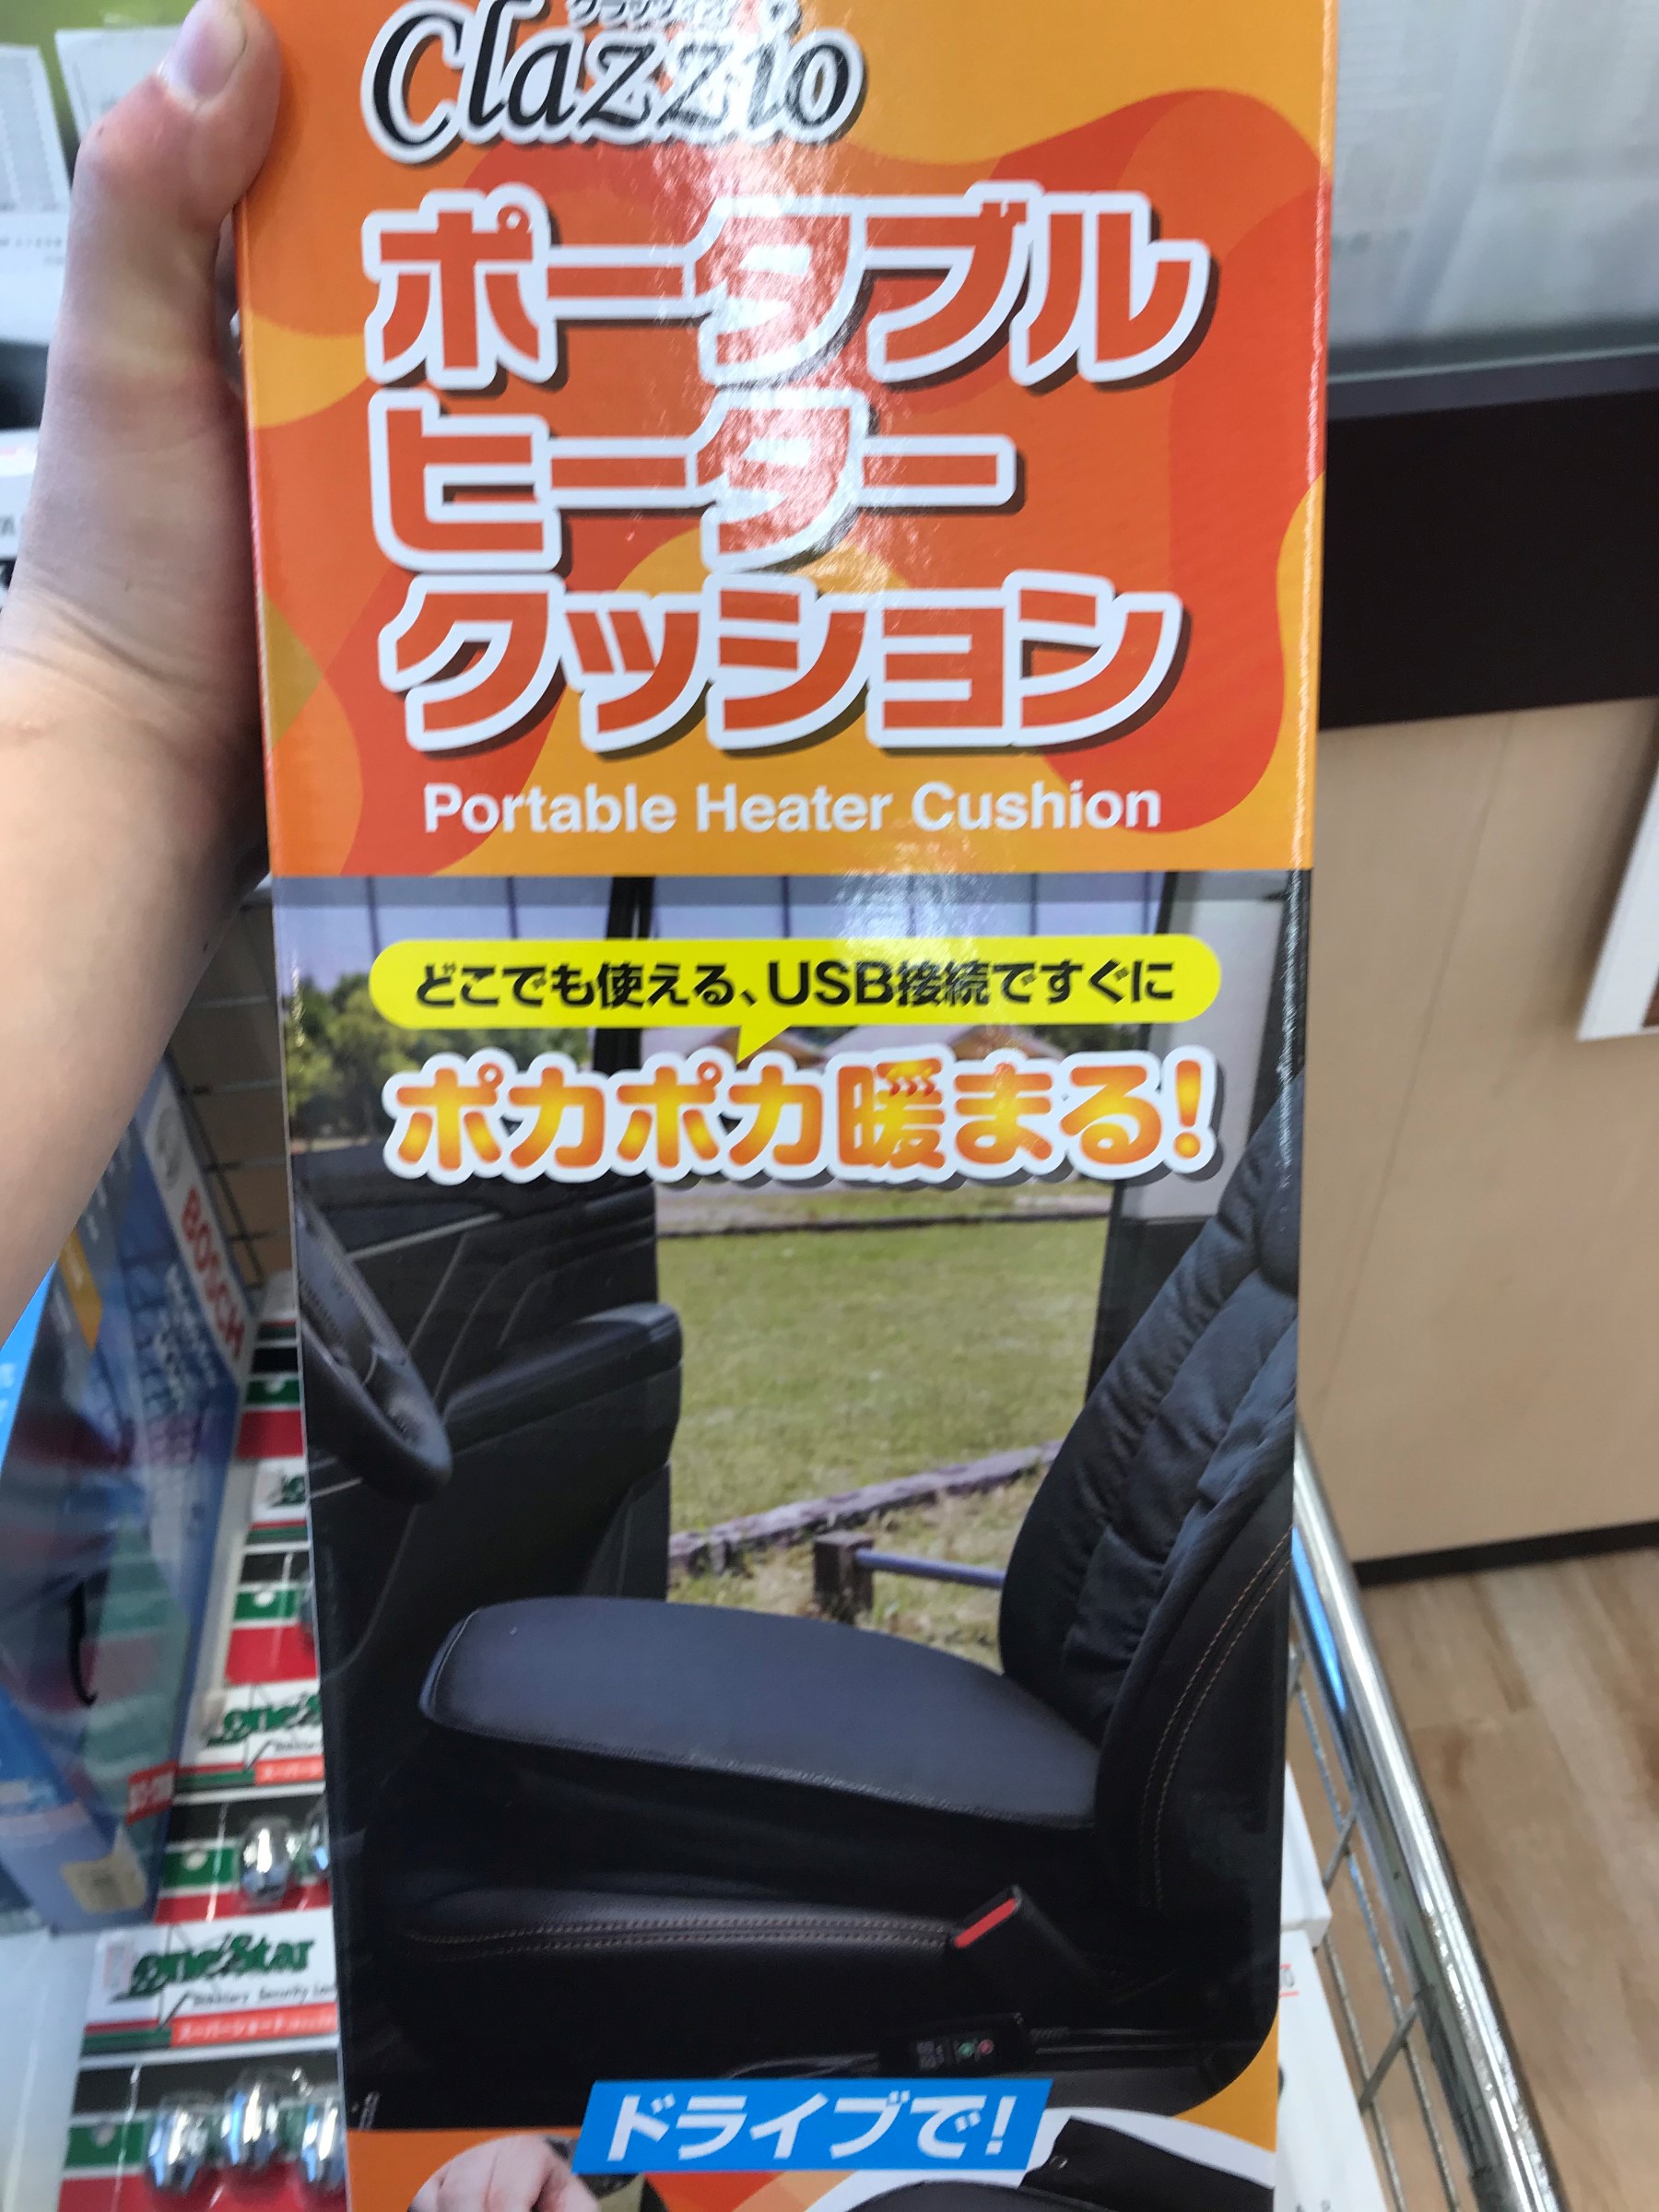 Clazzio
ポータブル
ヒーター
クッション
Portable Heater Cushion
どこでも使える、USB接続ですぐに
ポカポカ暖まる!
BOSCH
ドライブで!